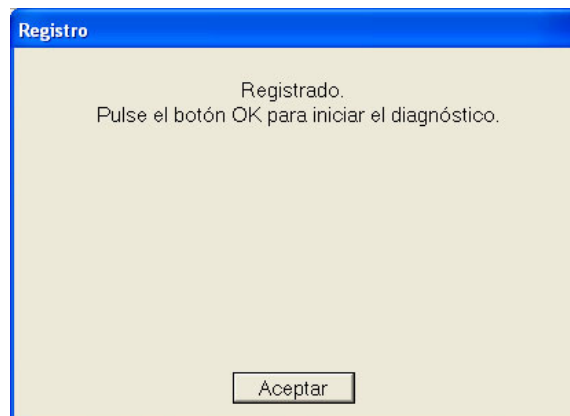 Registro
Registrado.
Pulse el botón OK para iniciar el diagnóstico.
Aceptar